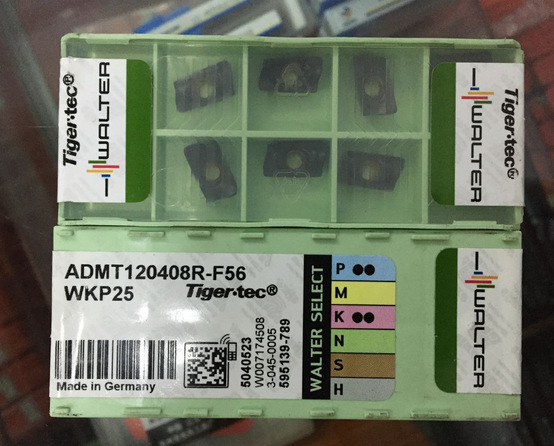 Tiger·tec®
WALTER
Tiger·tec®
WALTER
ADMT120408R-F56
WKP25
Tiger·tec®
Made in Germany
5040523
W007174508
3-045-0005
595139-789
WALTER SELECT
P
M
K
N
S
H
WALTER